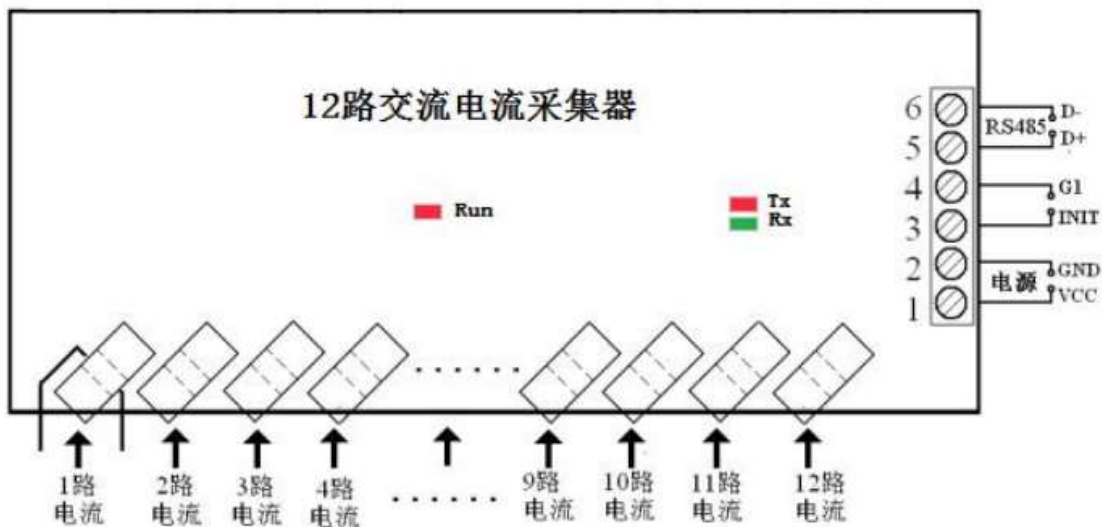 12路交流电流采集器
6
D-
RS485
5
D+
4
G1
Run
Tx
Rx
3
INIT
2
GND
电源
1
VCC
......
1路
电流
2路
电流
3路
电流
4路
电流
......
9路
电流
10路
电流
11路
电流
12路
电流